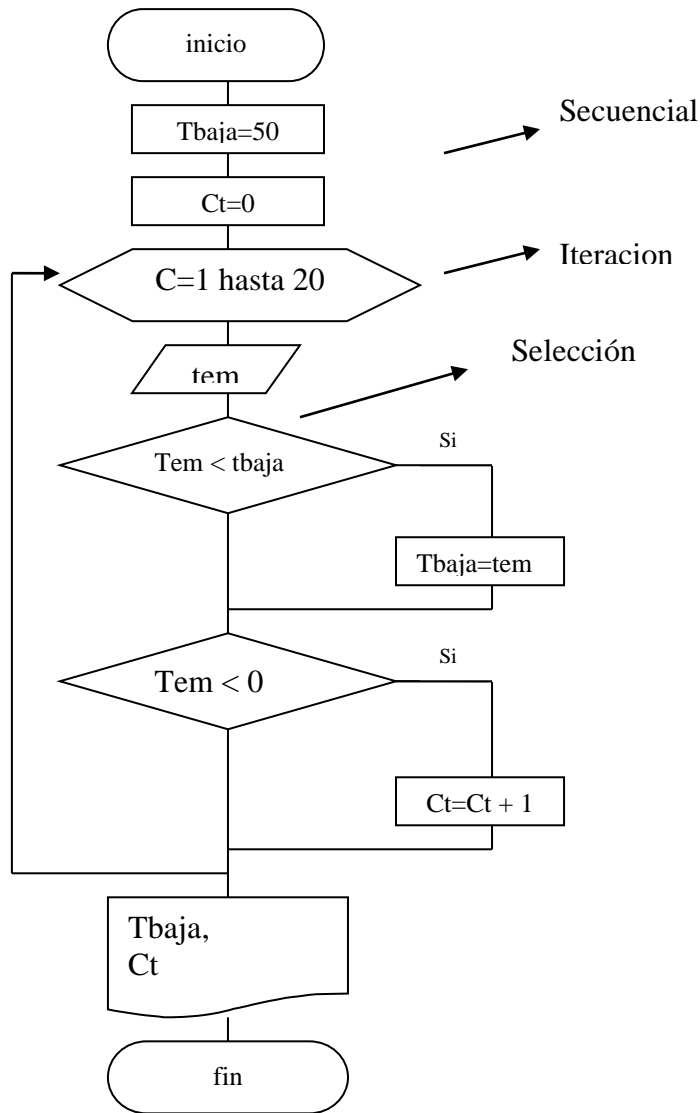 inicio
Tbaja=50
Secuencial
Ct=0
C=1 hasta 20
Iteracion
tem
Selección
Tem < tbaja
Si
Tbaja=tem
Tem < 0
Si
Ct=Ct + 1
Tbaja,
Ct
fin